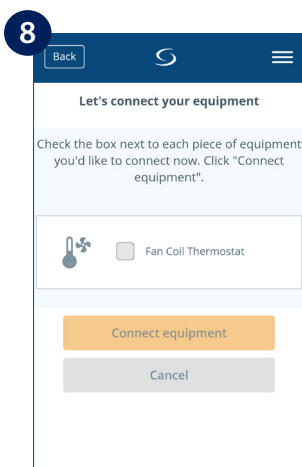 8
Back
Let's connect your equipment
Check the box next to each piece of equipment
you'd like to connect now. Click "Connect
equipment".
Fan Coil Thermostat
Connect equipment
Cancel